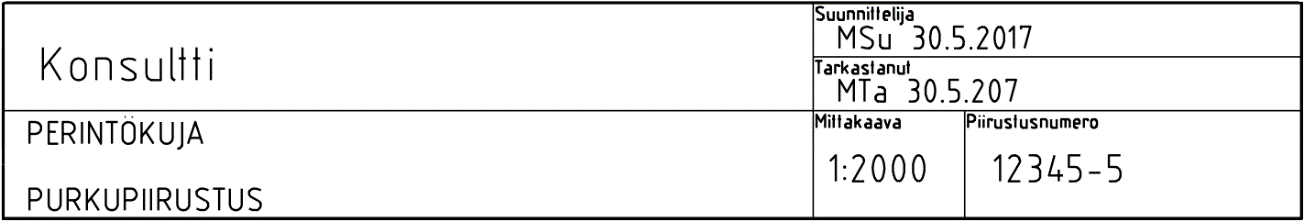 Konsultti
Suunnittelija
MSu 30.5.2017
Tarkastanut
MTa 30.5.207
PERINTÖKUJA
PURKUPIIRUSTUS
Mittakaava
1:2000
Piirustusnumero
12345-5